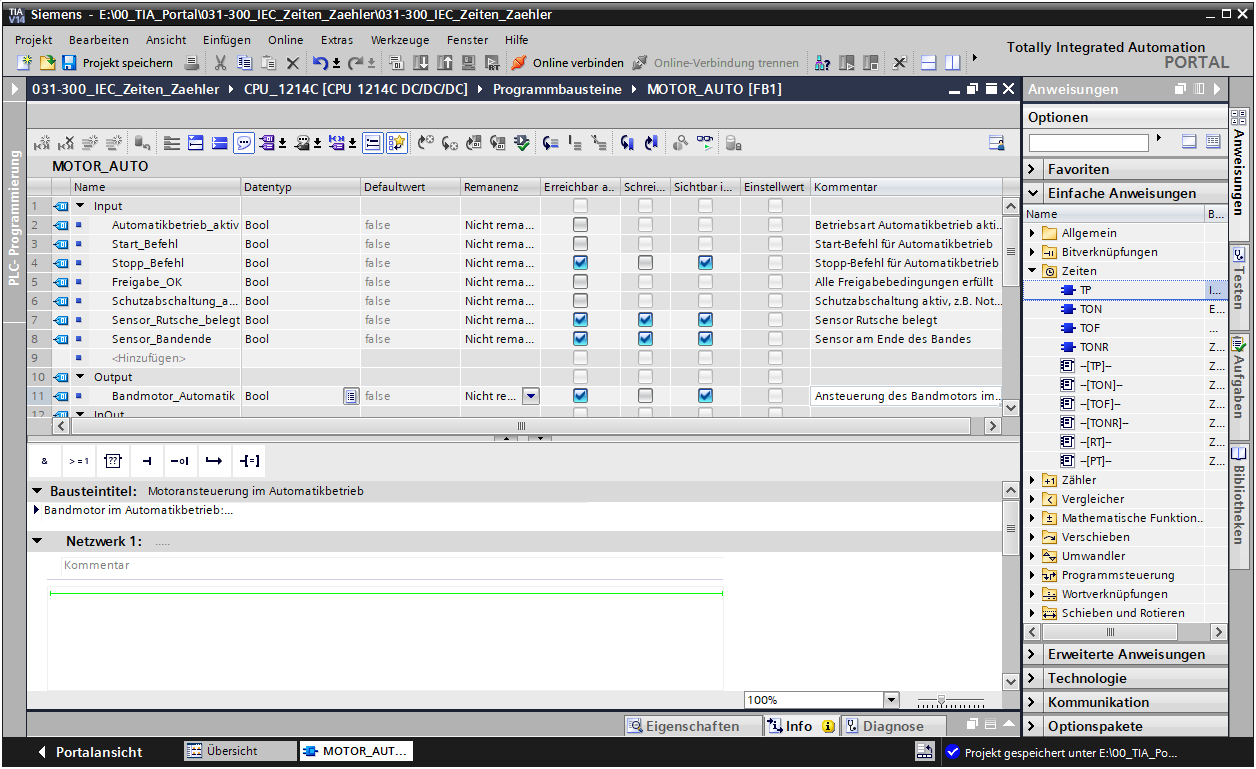 TIA V14 Siemens - E:\00_TIA_Portal\031-300_IEC_Zeiten_Zaehler\031-300_IEC_Zeiten_Zaehler
Projekt Bearbeiten Ansicht Einfügen Online Extras Werkzeuge Fenster Hilfe
Totally Integrated Automation
PORTAL
Projekt speichern Online verbinden Online-Verbindung trennen
031-300_IEC_Zeiten_Zaehler CPU_1214C [CPU 1214C DC/DC/DC] Programmbausteine MOTOR_AUTO [FB1]
PLC- Programmierung
MOTOR_AUTO
Name Datentyp Defaultwert Remanenz Erreichbar a.. Schrei... Sichtbar i... Einstellwert Kommentar
1 Input
2 Automatikbetrieb_aktiv Bool false Nicht rema... Betriebsart Automatikbetrieb akti...
3 Start_Befehl Bool false Nicht rema... Start-Befehl für Automatikbetrieb
4 Stopp_Befehl Bool false Nicht rema... Stopp-Befehl für Automatikbetrieb
5 Freigabe_OK Bool false Nicht rema... Alle Freigabebedingungen erfüllt
6 Schutzabschaltung_a... Bool false Nicht rema... Schutzabschaltung aktiv, z.B. Not...
7 Sensor_Rutsche_belegt Bool false Nicht rema... Sensor Rutsche belegt
8 Sensor_Bandende Bool false Nicht rema... Sensor am Ende des Bandes
9 <Hinzufügen>
10 Output
11 Bandmotor_Automatik Bool false Nicht re... Ansteuerung des Bandmotors im...
12 InOut
& >=1 ??
Bausteintitel: Motoransteuerung im Automatikbetrieb
Bandmotor im Automatikbetrieb:...
Netzwerk 1: .....
Kommentar
100%
Eigenschaften Info Diagnose
Anweisungen
Optionen
Favoriten
Einfache Anweisungen
Name B...
Allgemein
Bitverknüpfungen
Zeiten
TP I...
TON E...
TOF ...
TONR Z...
–[TP]– Z...
–[TON]– Z...
–[TOF]– Z...
–[TONR]– Z...
–[RT]– Z...
–[PT]– Z...
Zähler
Vergleicher
Mathematische Funktion..
Verschieben
Umwandler
Programmsteuerung
Wortverknüpfungen
Schieben und Rotieren
Erweiterte Anweisungen
Technologie
Kommunikation
Optionspakete
Anweisungen
Testen
Aufgaben
Bibliotheken
Portalansicht Übersicht MOTOR_AUT... Projekt gespeichert unter E:\00_TIA_Po...